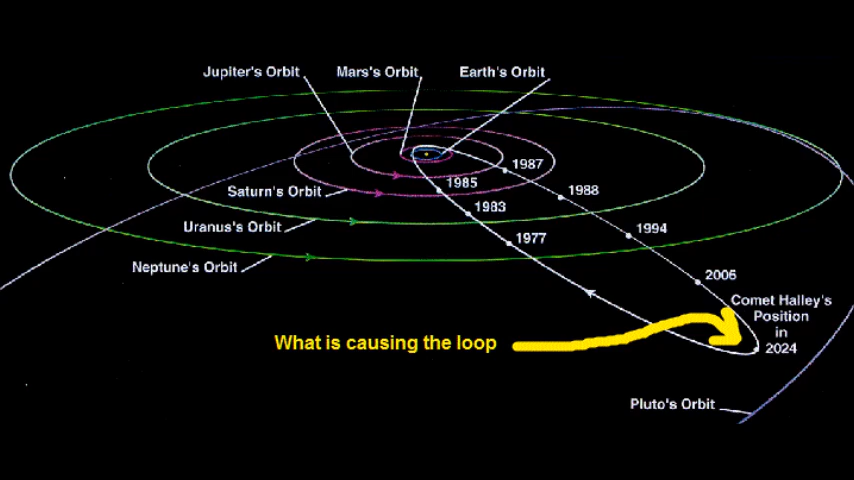 Jupiter's Orbit
Mars's Orbit
Earth's Orbit
1987
1985
Saturn's Orbit
1988
1983
Uranus's Orbit
1994
1977
Neptune's Orbit
2005
Comet Halley's
Position
in
2024
What is causing the loop
Pluto's Orbit